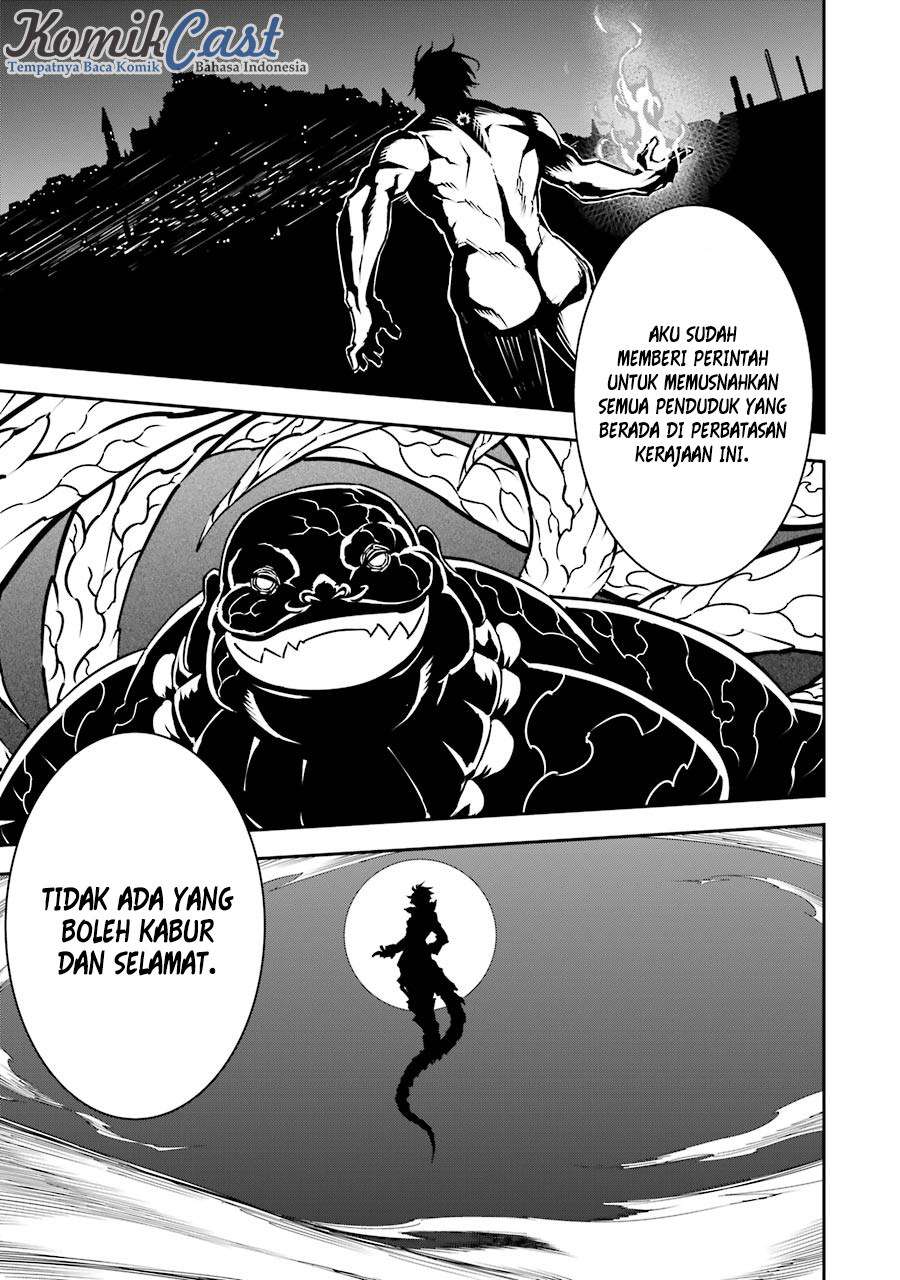 KomikCast
Tempatnya Baca Komik Bahasa Indonesia
AKU SUDAH
MEMBERI PERINTAH
UNTUK MEMUSNAHKAN
SEMUA PENDUDUK YANG
BERADA DI PERBATASAN
KERAJAAN INI.
TIDAK ADA YANG
BOLEH KABUR
DAN SELAMAT.